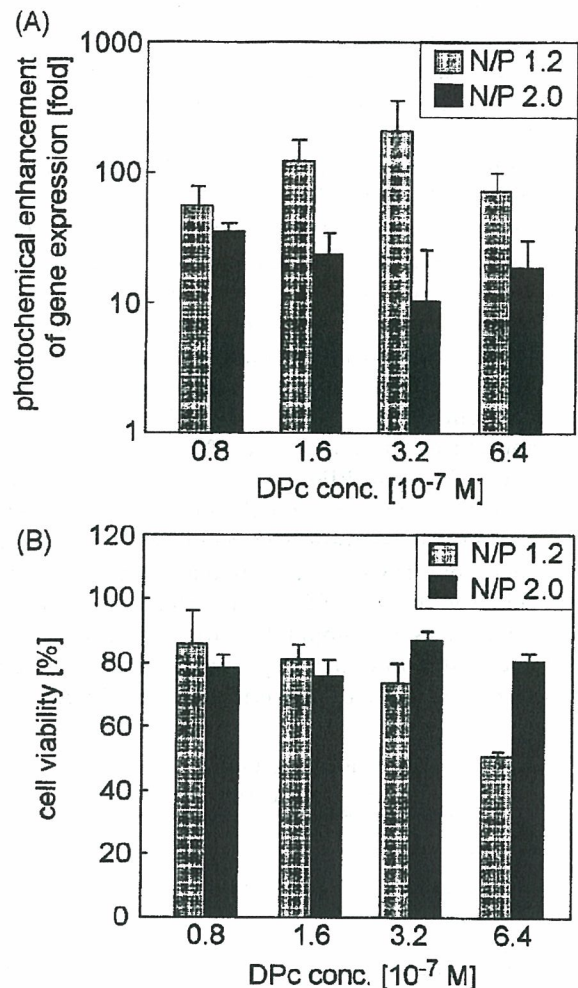 (A)
1000
100
10
1
photochemical enhancement
of gene expression [fold]
N/P 1.2
N/P 2.0
0.8 1.6 3.2 6.4
DPc conc. [10⁻⁷ M]
(B)
120
100
80
60
40
20
0
cell viability [%]
N/P 1.2
N/P 2.0
0.8 1.6 3.2 6.4
DPc conc. [10⁻⁷ M]